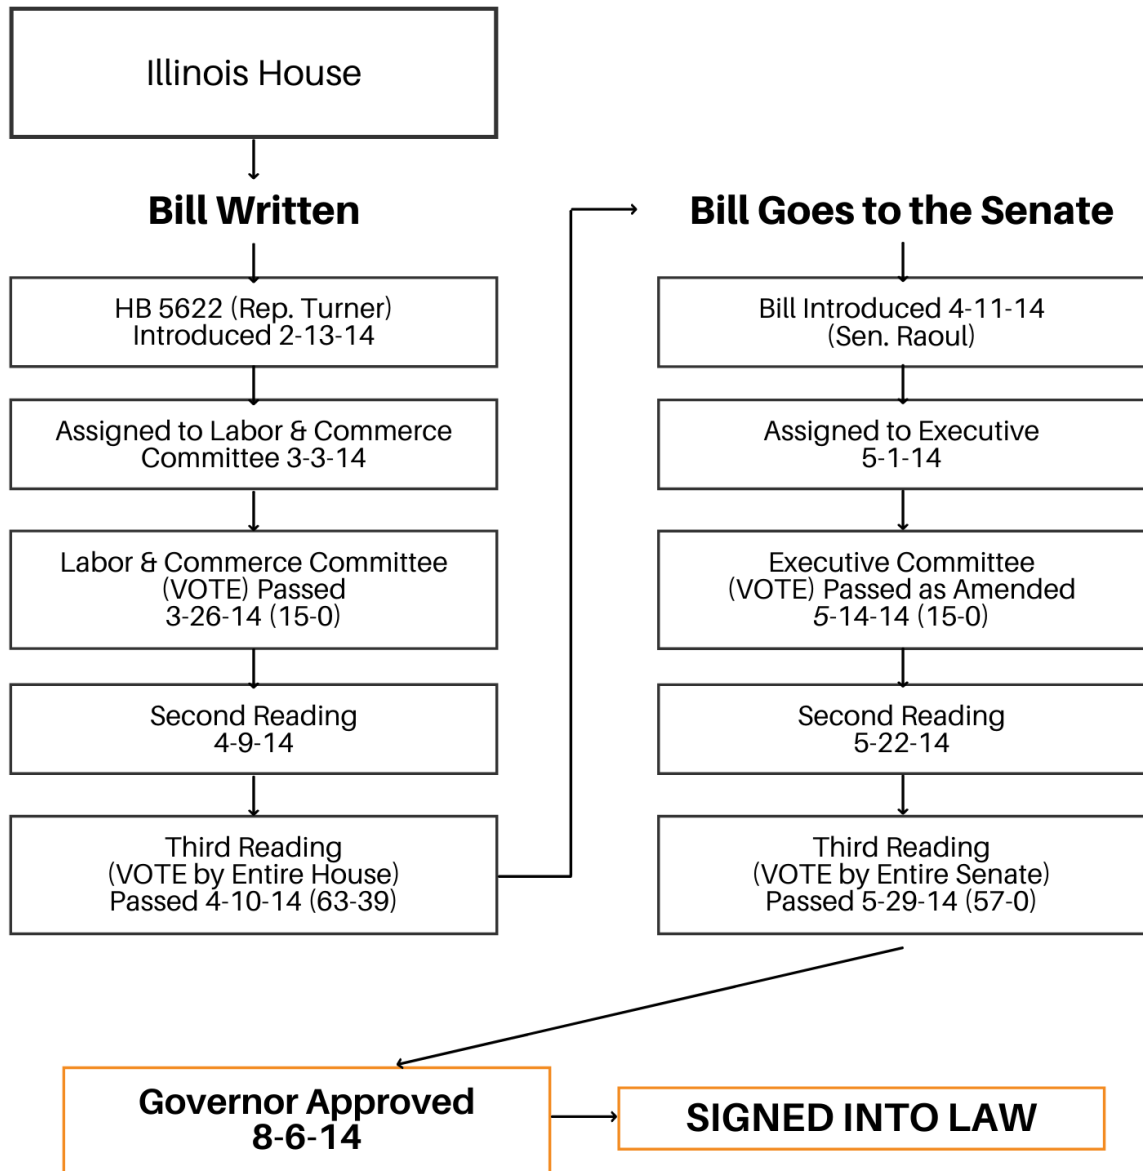 Illinois House
Bill Written
HB 5622 (Rep. Turner)
Introduced 2-13-14
Assigned to Labor & Commerce
Committee 3-3-14
Labor & Commerce Committee
(VOTE) Passed
3-26-14 (15-0)
Second Reading
4-9-14
Third Reading
(VOTE by Entire House)
Passed 4-10-14 (63-39)
Bill Goes to the Senate
Bill Introduced 4-11-14
(Sen. Raoul)
Assigned to Executive
5-1-14
Executive Committee
(VOTE) Passed as Amended
5-14-14 (15-0)
Second Reading
5-22-14
Third Reading
(VOTE by Entire Senate)
Passed 5-29-14 (57-0)
Governor Approved
8-6-14
SIGNED INTO LAW